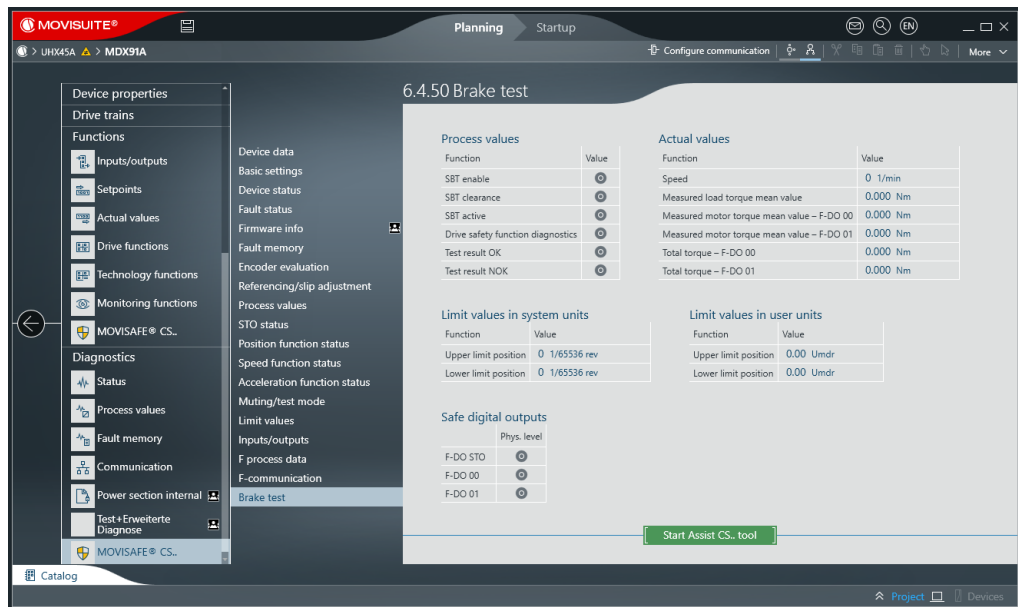 MOVISUITE®
Planning
Startup
EN
UHX45A > MDX91A
Configure communication
More
Device properties
Drive trains
Functions
Inputs/outputs
Setpoints
Actual values
Drive functions
Technology functions
Monitoring functions
MOVISAFE® CS..
Diagnostics
Status
Process values
Fault memory
Communication
Power section internal
Test+Erweiterte
Diagnose
MOVISAFE® CS..
Device data
Basic settings
Device status
Fault status
Firmware info
Fault memory
Encoder evaluation
Referencing/slip adjustment
Process values
STO status
Position function status
Speed function status
Acceleration function status
Muting/test mode
Limit values
Inputs/outputs
F process data
F-communication
Brake test
6.4.50 Brake test
Process values
Function Value
SBT enable
SBT clearance
SBT active
Drive safety function diagnostics
Test result OK
Test result NOK
Actual values
Function Value
Speed 0 1/min
Measured load torque mean value 0.000 Nm
Measured motor torque mean value – F-DO 00 0.000 Nm
Measured motor torque mean value – F-DO 01 0.000 Nm
Total torque – F-DO 00 0.000 Nm
Total torque – F-DO 01 0.000 Nm
Limit values in system units
Function Value
Upper limit position 0 1/65536 rev
Lower limit position 0 1/65536 rev
Limit values in user units
Function Value
Upper limit position 0.00 Umdr
Lower limit position 0.00 Umdr
Safe digital outputs
Phys. level
F-DO STO
F-DO 00
F-DO 01
Start Assist CS.. tool
Catalog
Project
Devices